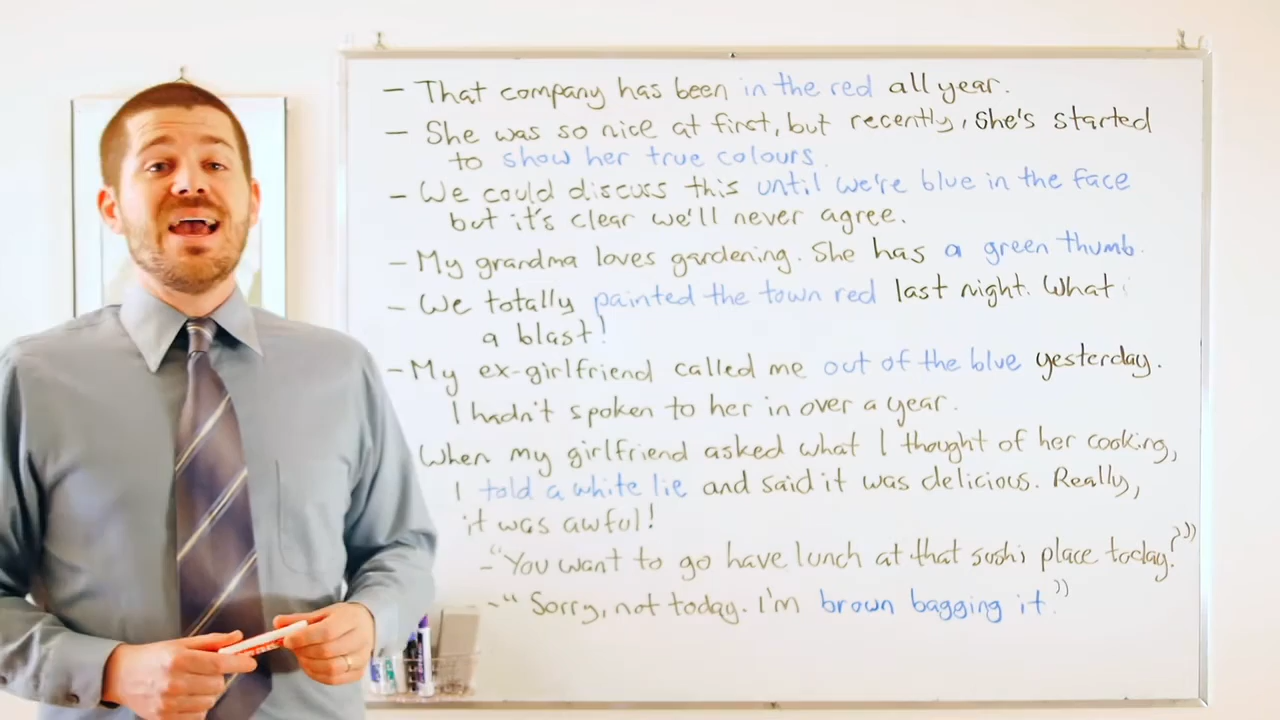 - That company has been in the red all year.
- She was so nice at first, but recently, she's started
to show her true colours.
- We could discuss this until we're blue in the face
but it's clear we'll never agree.
- My grandma loves gardening. She has a green thumb.
- We totally painted the town red last night. What
a blast!
- My ex-girlfriend called me out of the blue yesterday.
I hadn't spoken to her in over a year.
When my girlfriend asked what I thought of her cooking,
I told a white lie and said it was delicious. Really,
it was awful!
- "You want to go have lunch at that sushi place today?"
- "Sorry, not today. I'm brown bagging it."